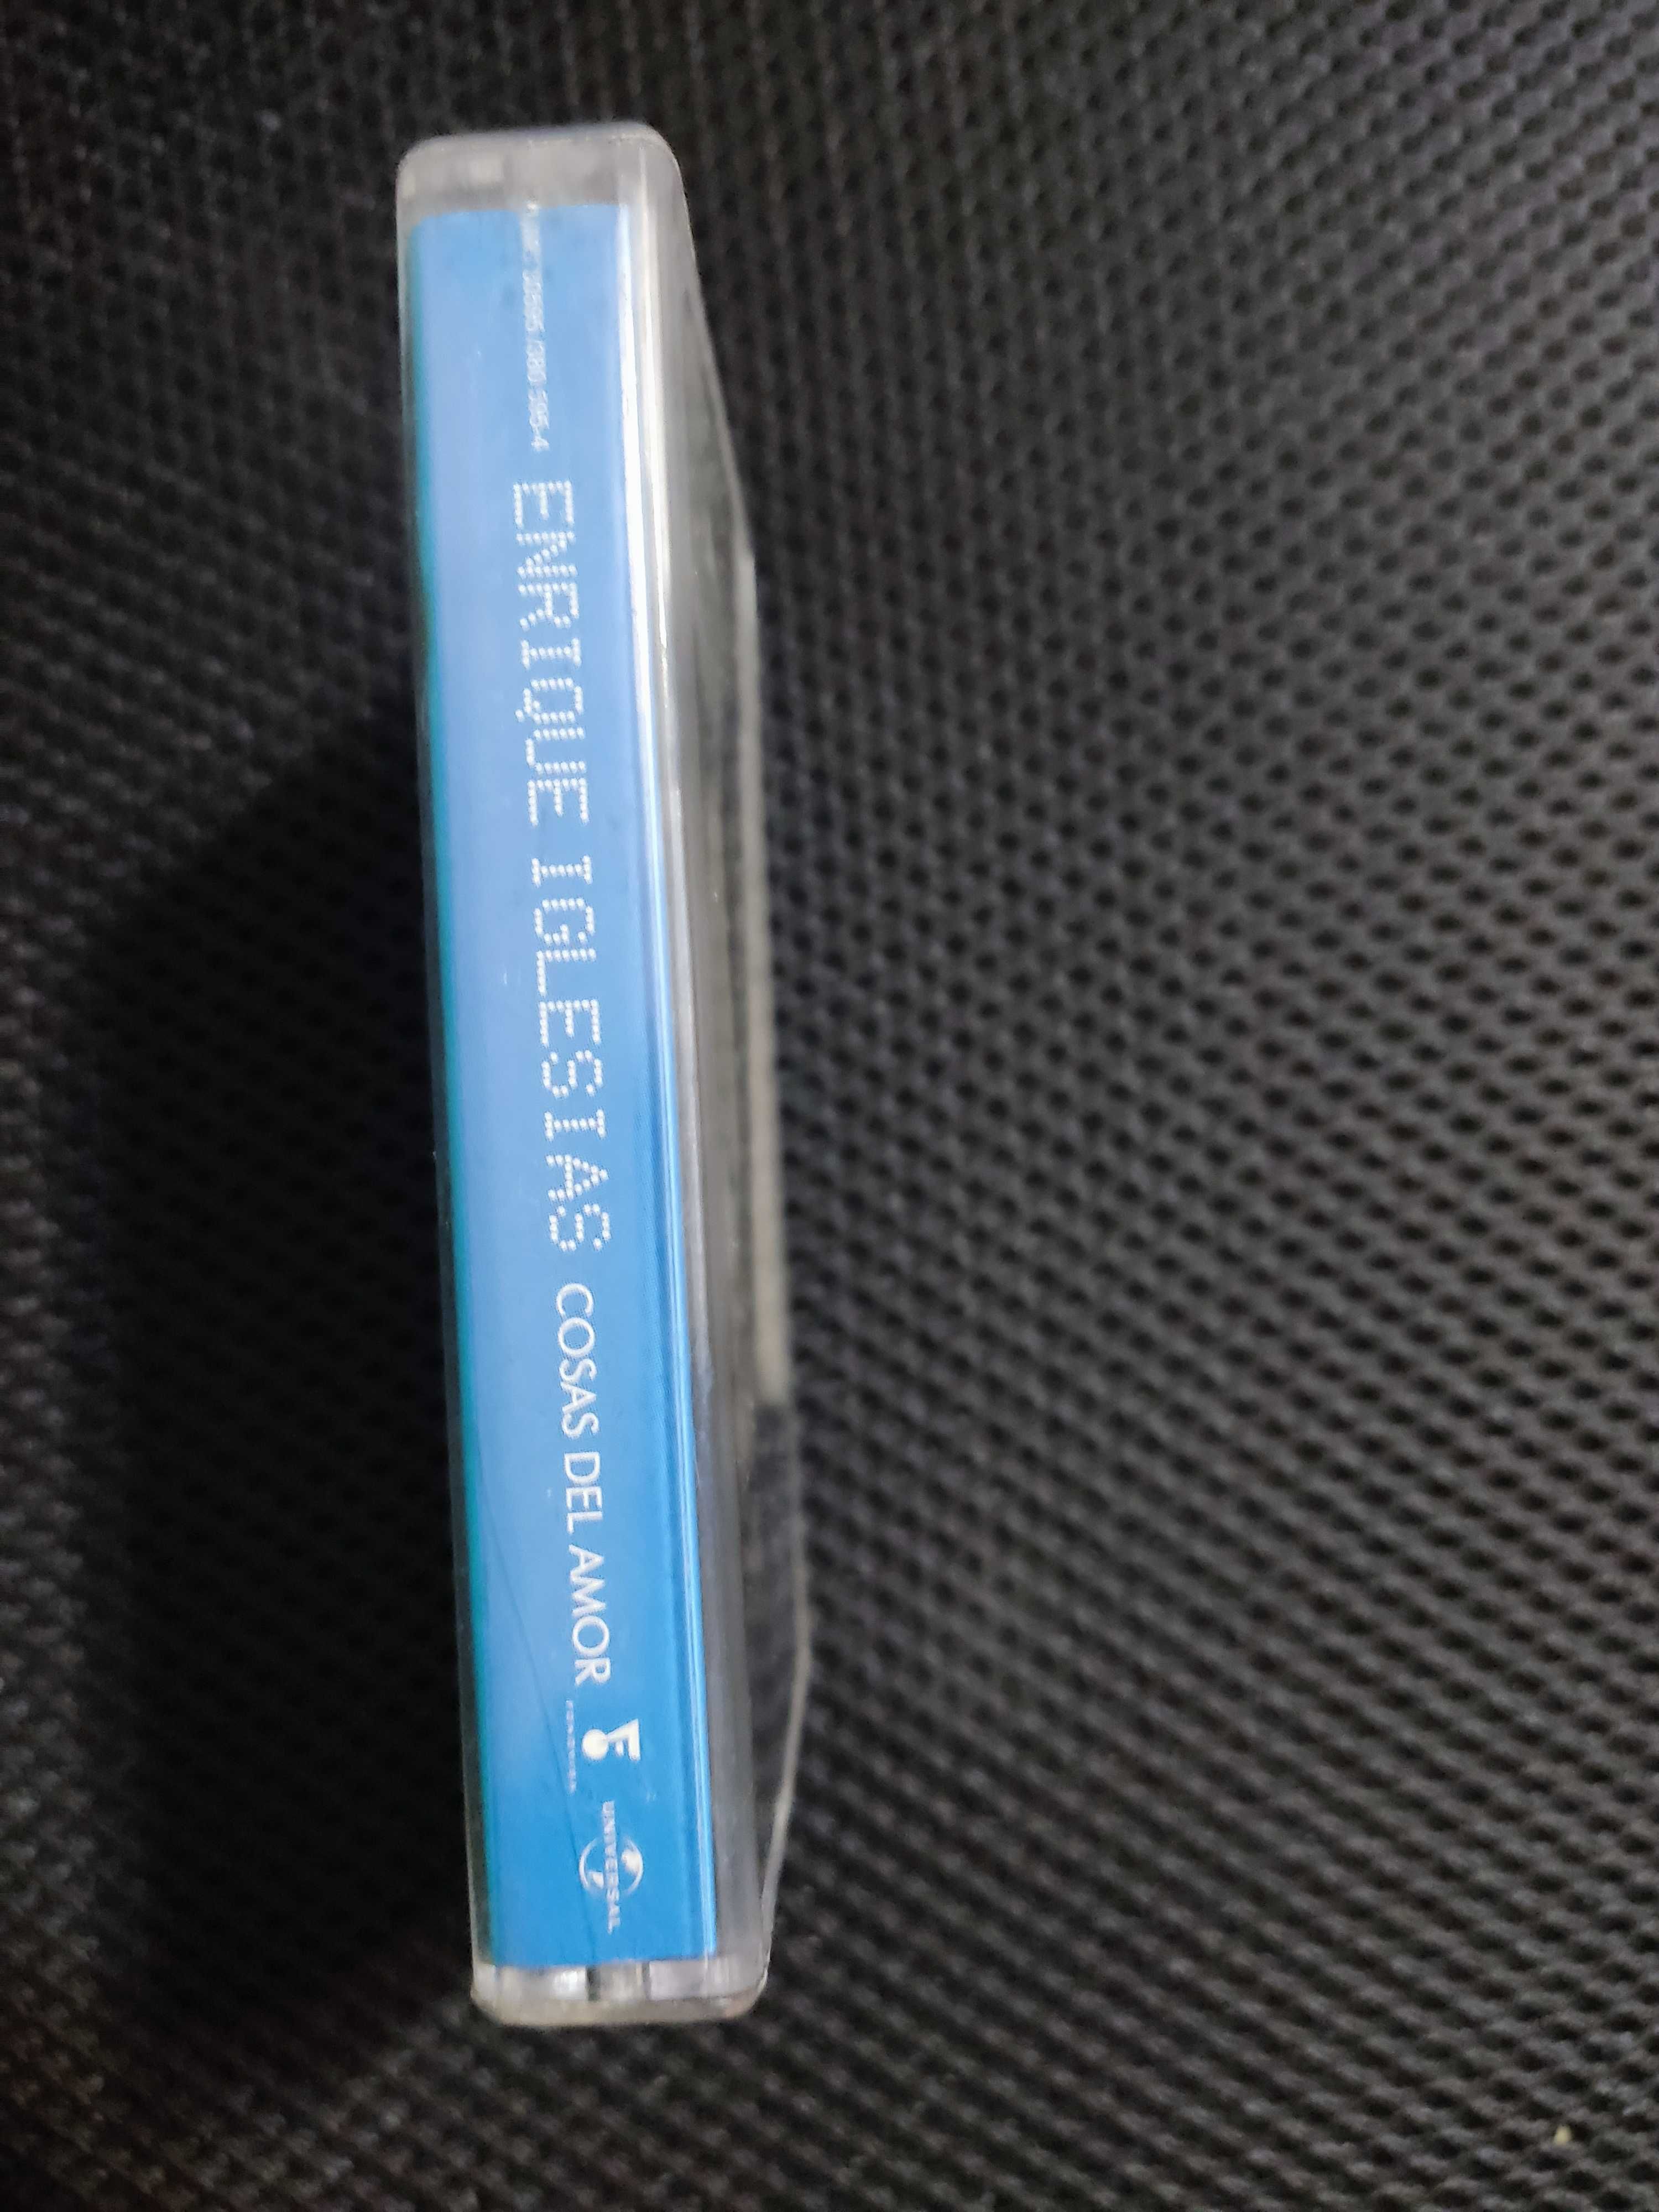 ENRIQUE IGLESIAS COSAS DEL AMOR
F
UNIVERSAL